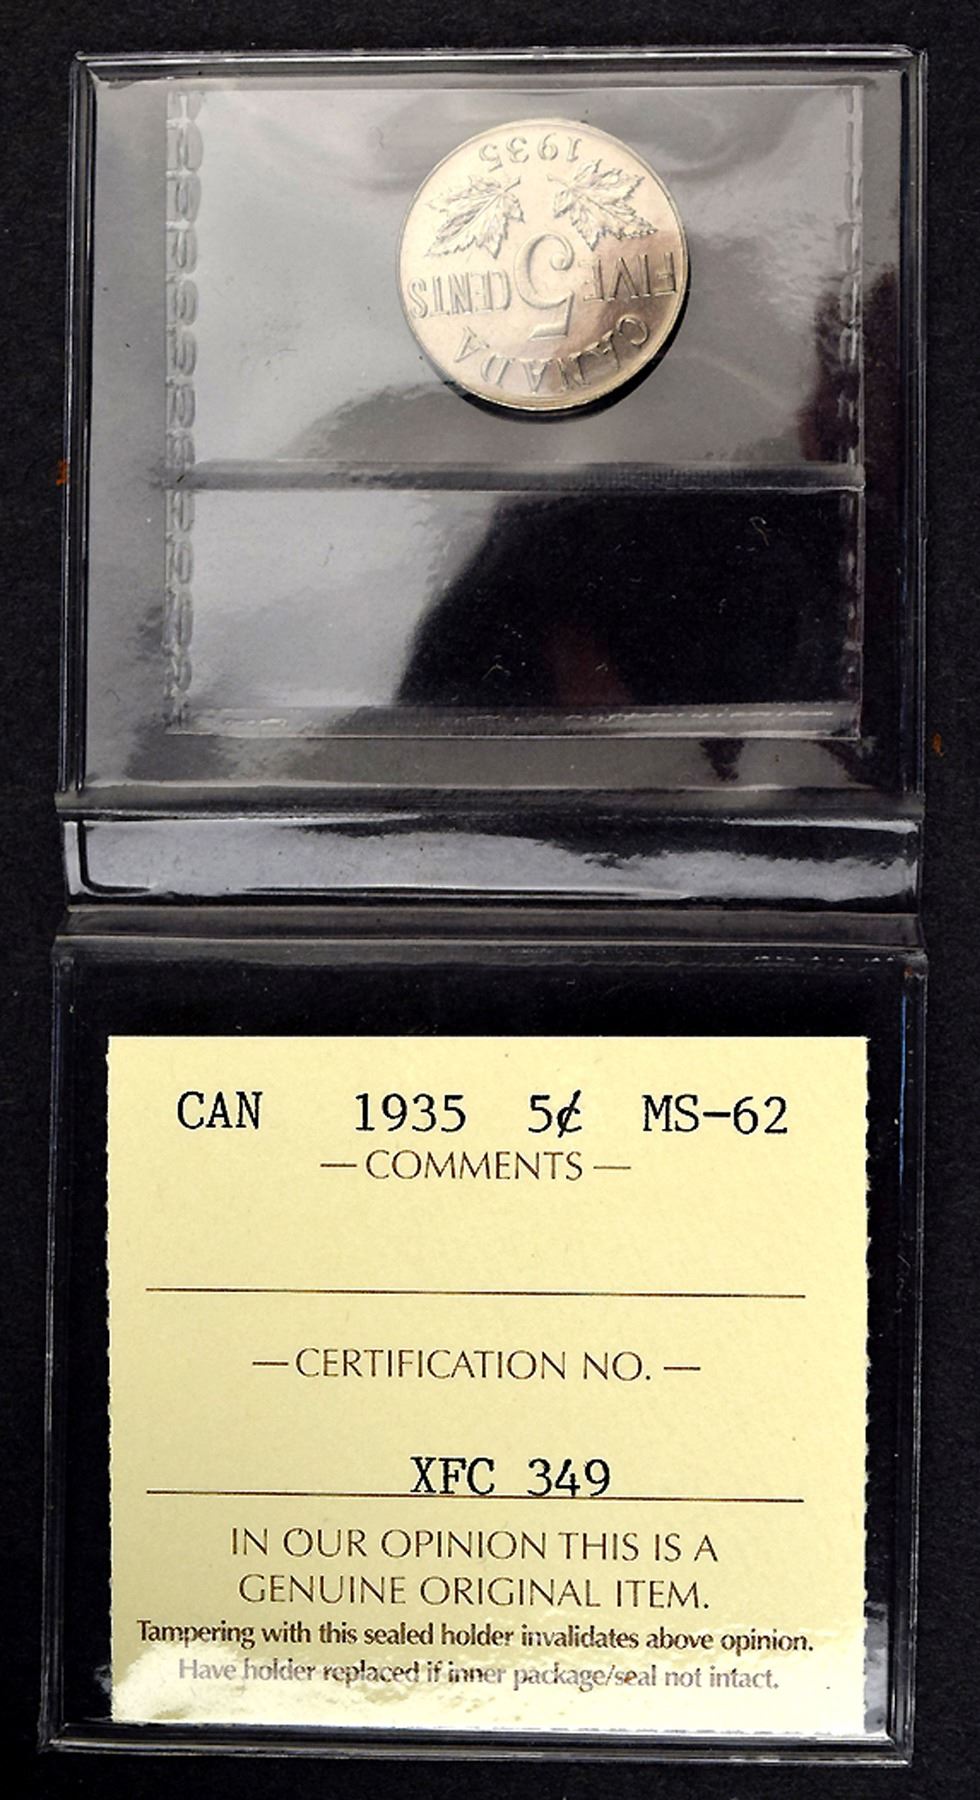 CANADA
FIVE 5 CENTS
1935
CAN 1935 5¢ MS-62
— COMMENTS —
— CERTIFICATION NO. —
XFC 349
IN OUR OPINION THIS IS A
GENUINE ORIGINAL ITEM.
Tampering with this sealed holder invalidates above opinion.
Have holder replaced if inner package/seal not intact.